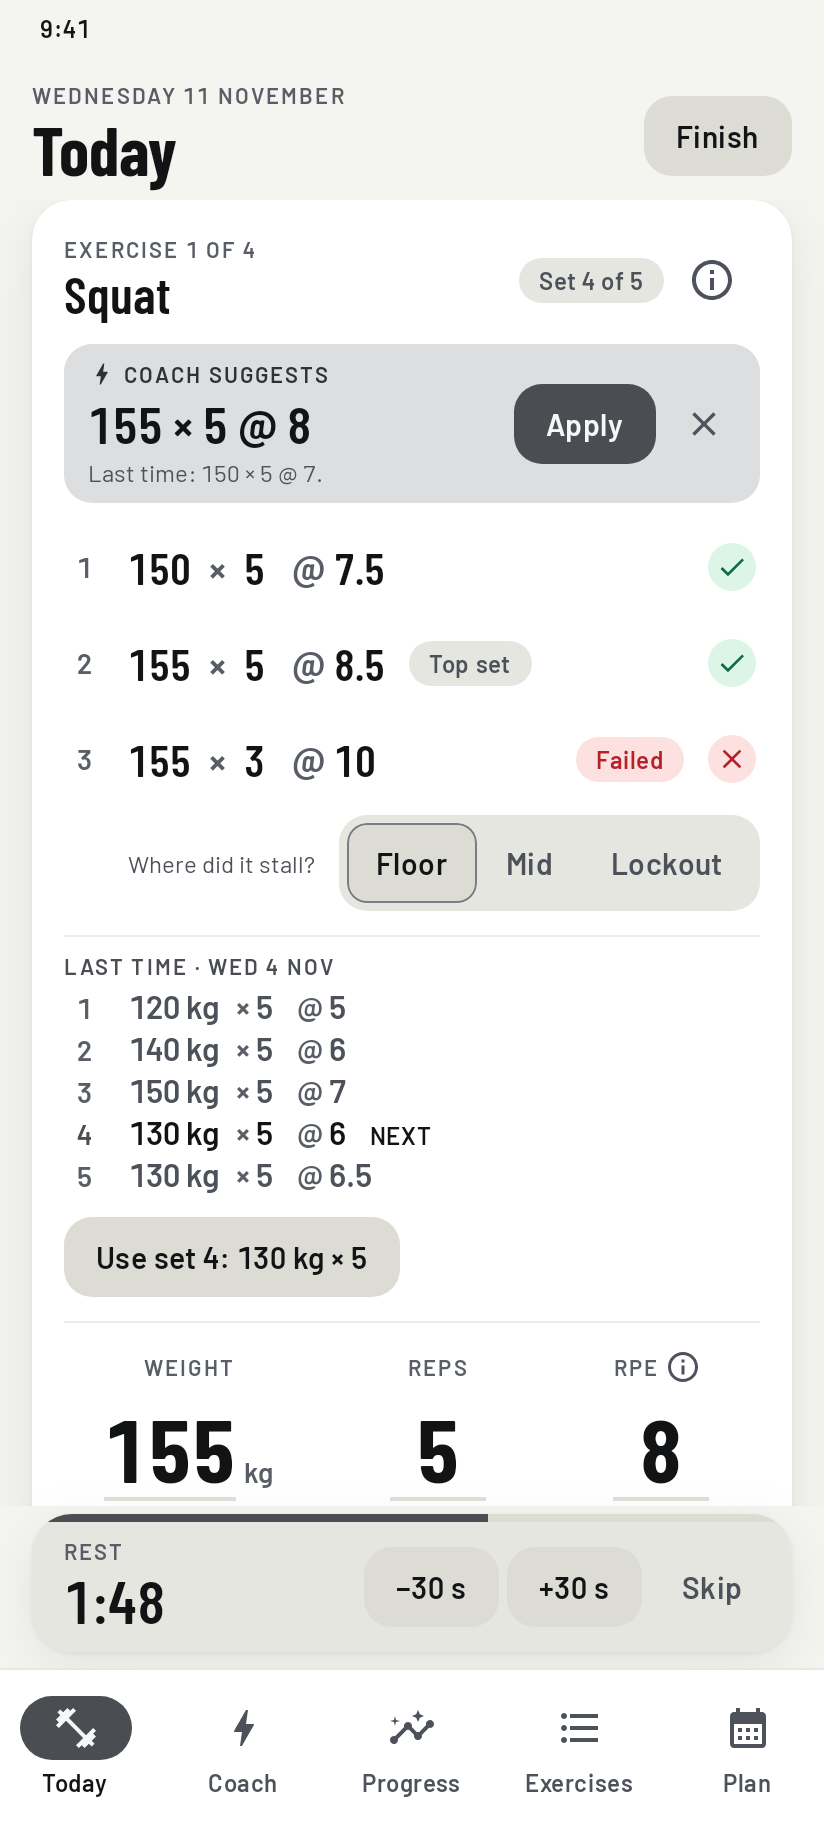 9:41
WEDNESDAY 11 NOVEMBER
Today
Finish
EXERCISE 1 OF 4
Squat
Set 4 of 5
COACH SUGGESTS
155 × 5 @ 8
Last time: 150 × 5 @ 7.
Apply
1 150 × 5 @ 7.5
2 155 × 5 @ 8.5 Top set
3 155 × 3 @ 10 Failed
Where did it stall? Floor Mid Lockout
LAST TIME · WED 4 NOV
1 120 kg × 5 @ 5
2 140 kg × 5 @ 6
3 150 kg × 5 @ 7
4 130 kg × 5 @ 6 NEXT
5 130 kg × 5 @ 6.5
Use set 4: 130 kg × 5
WEIGHT REPS RPE
155 kg 5 8
REST
1:48
−30 s +30 s Skip
Today Coach Progress Exercises Plan